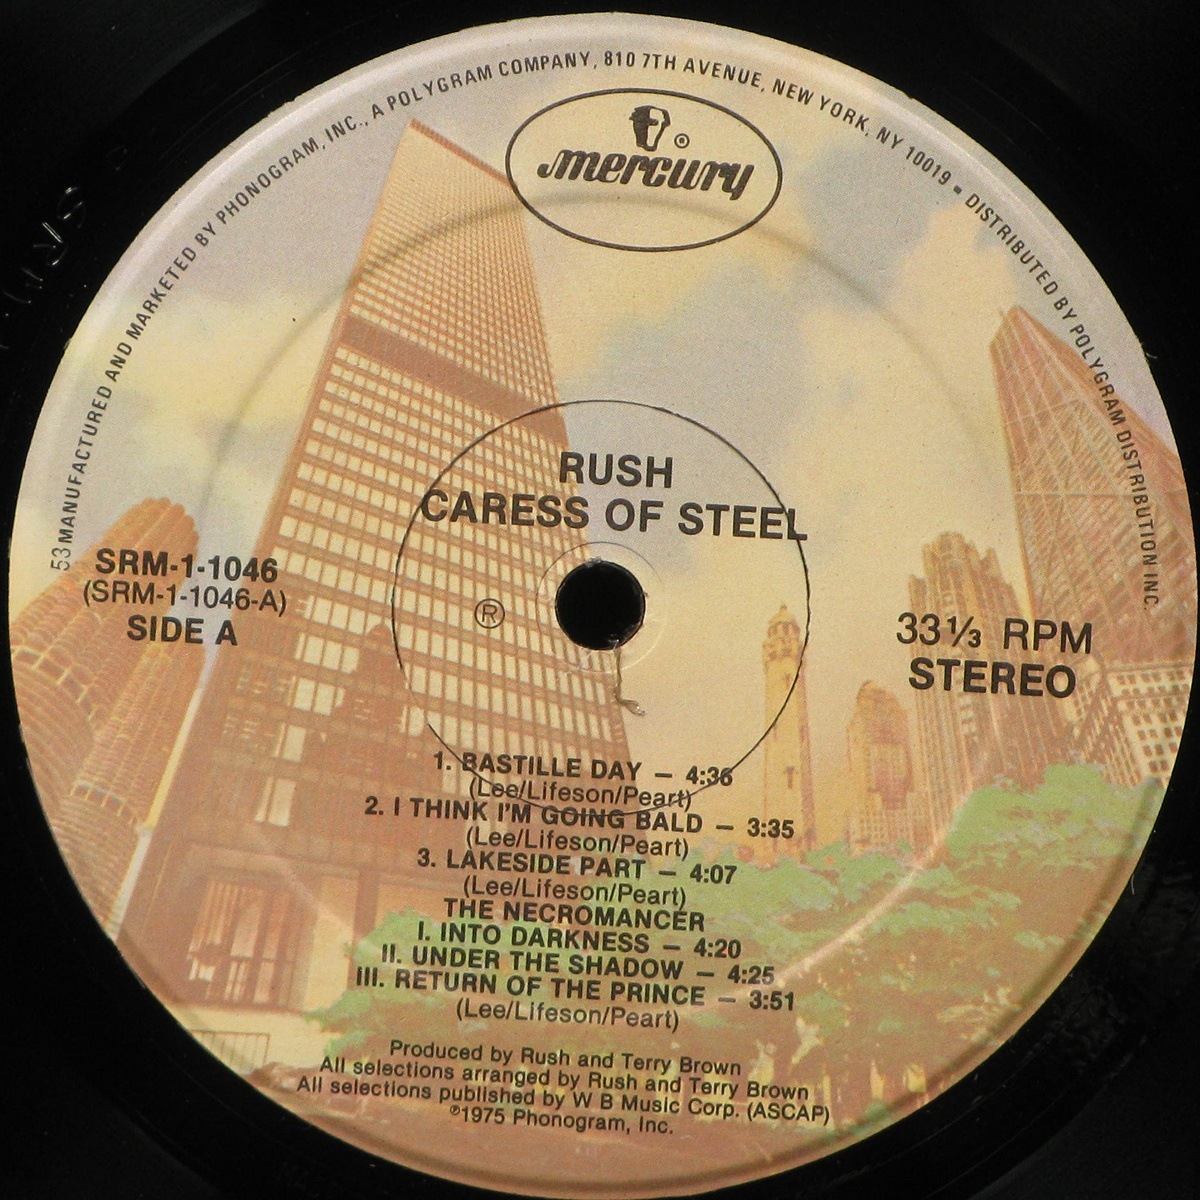 53 MANUFACTURED AND MARKETED BY PHONOGRAM, INC., A POLYGRAM COMPANY, 810 7TH AVENUE, NEW YORK, NY 10019 ▪ DISTRIBUTED BY POLYGRAM DISTRIBUTION INC.
®
mercury
RUSH
CARESS OF STEEL
SRM-1-1046
(SRM-1-1046-A)
SIDE A
®
33⅓ RPM
STEREO
1. BASTILLE DAY — 4:36
(Lee/Lifeson/Peart)
2. I THINK I'M GOING BALD — 3:35
(Lee/Lifeson/Peart)
3. LAKESIDE PART — 4:07
(Lee/Lifeson/Peart)
THE NECROMANCER
I. INTO DARKNESS — 4:20
II. UNDER THE SHADOW — 4:25
III. RETURN OF THE PRINCE — 3:51
(Lee/Lifeson/Peart)
Produced by Rush and Terry Brown
All selections arranged by Rush and Terry Brown
All selections published by W B Music Corp. (ASCAP)
℗1975 Phonogram, Inc.